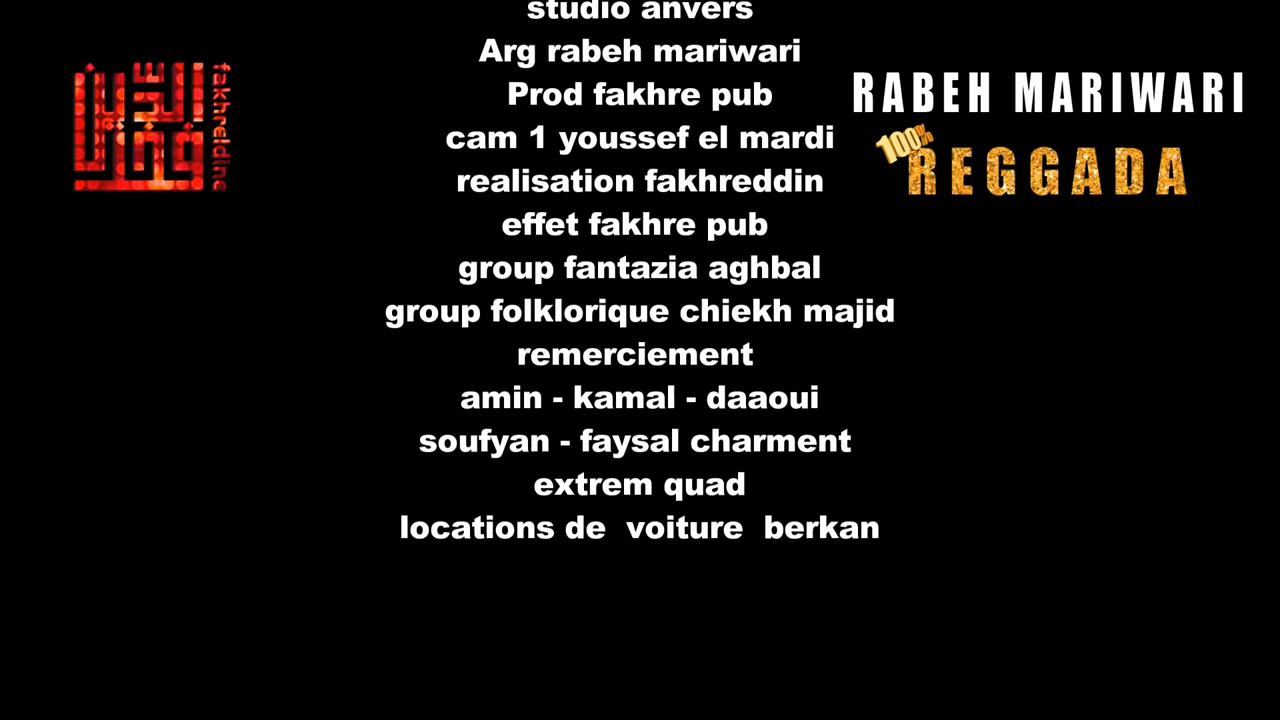 studio anvers
Arg rabeh mariwari
Prod fakhre pub
cam 1 youssef el mardi
realisation fakhreddin
effet fakhre pub
group fantazia aghbal
group folklorique chiekh majid
remerciement
amin - kamal - daaoui
soufyan - faysal charment
extrem quad
locations de voiture berkan
RABEH MARIWARI
100%
REGGADA
fakhreldine